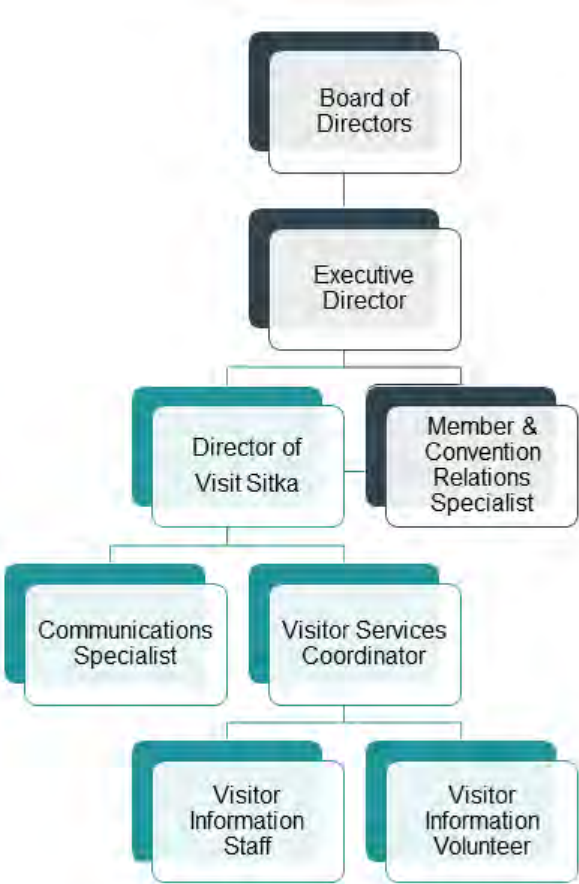 Board of
Directors
Executive
Director
Director of
Visit Sitka
Member &
Convention
Relations
Specialist
Communications
Specialist
Visitor Services
Coordinator
Visitor
Information
Staff
Visitor
Information
Volunteer